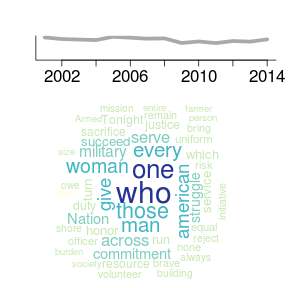 2002 2006 2010 2014
mission entire farmer
Armed Tonight remain person
sacrifice justice bring
succeed serve uniform
size military every which
woman one risk
owe turn give who american struggle service initiative
duty those
Nation man equal
shore honor
officer across run reject
burden commitment none
society resource brave always
volunteer building